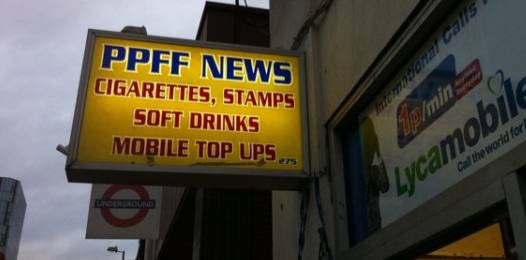 PPFF NEWS
CIGARETTES, STAMPS
SOFT DRINKS
MOBILE TOP UPS
275
UNDERGROUND
International Calls
1p/min
Lycamobile
Call the world for